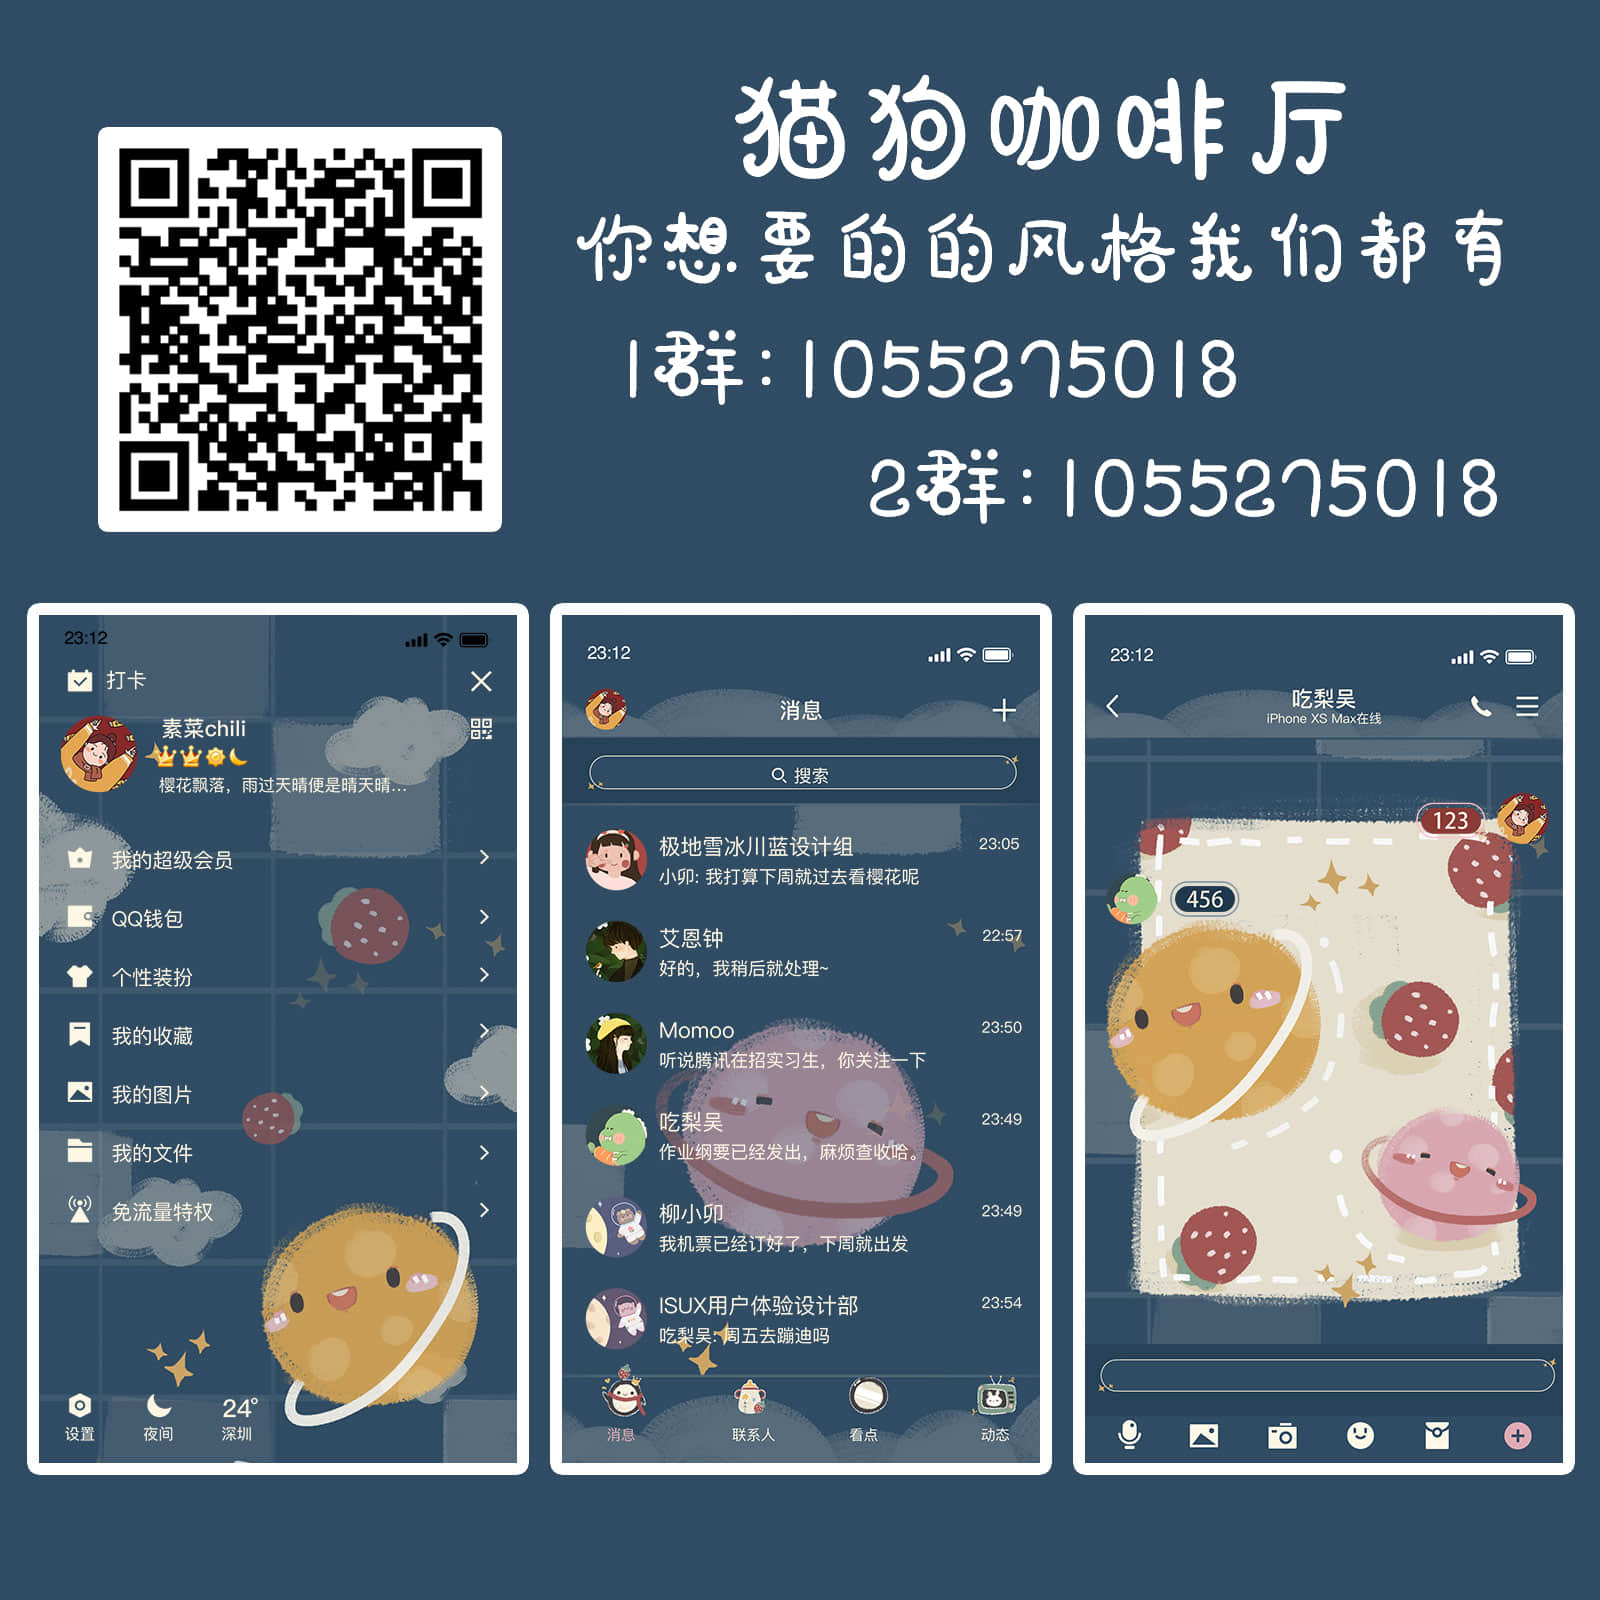 猫狗咖啡厅
你想要的的风格我们都有
1群:1055275018
2群:1055275018
23:12
打卡
素菜chili
樱花飘落，雨过天晴便是晴天晴...
我的超级会员
QQ钱包
个性装扮
我的收藏
我的图片
我的文件
免流量特权
24°
设置 夜间 深圳
23:12
消息
搜索
极地雪冰川蓝设计组 23:05
小卯: 我打算下周就过去看樱花呢
艾恩钟 22:57
好的，我稍后就处理~
Momoo 23:50
听说腾讯在招实习生，你关注一下
吃梨吴 23:49
作业纲要已经发出，麻烦查收哈。
柳小卯 23:49
我机票已经订好了，下周就出发
ISUX用户体验设计部 23:54
吃梨吴: 周五去蹦迪吗
消息 联系人 看点 动态
23:12
吃梨吴
iPhone XS Max在线
123
456